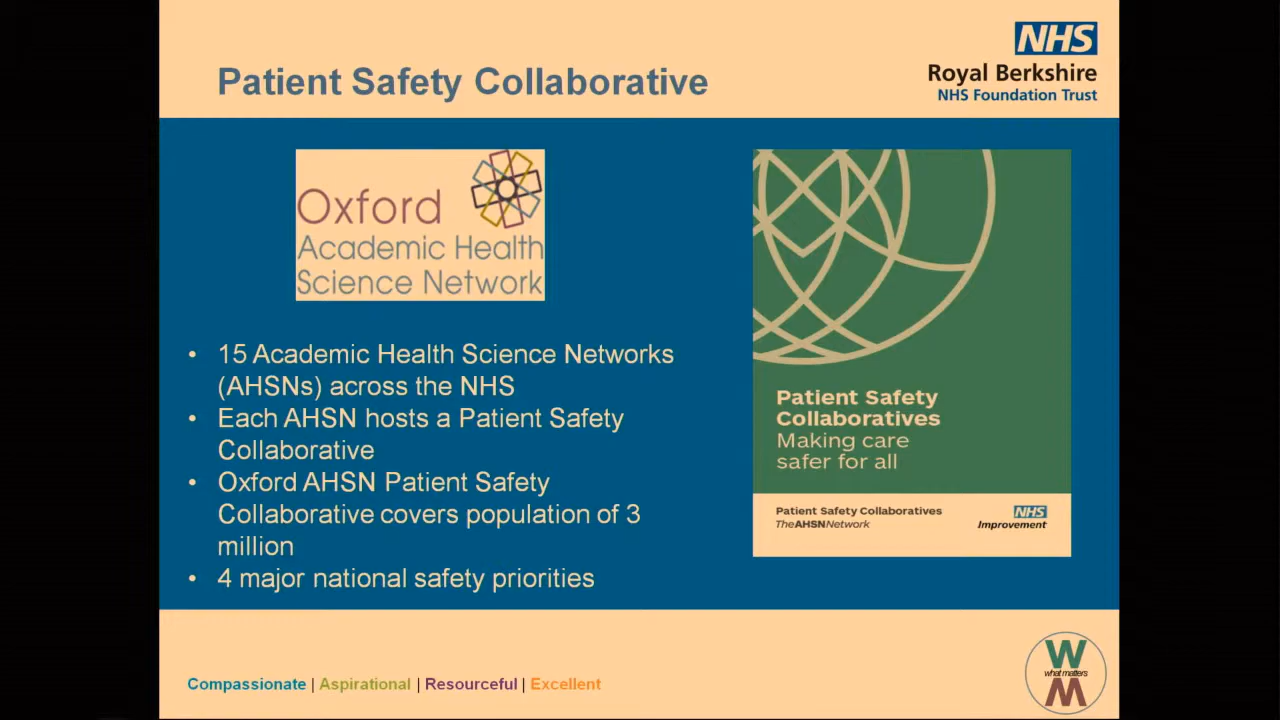 Patient Safety Collaborative
NHS
Royal Berkshire
NHS Foundation Trust
Oxford
Academic Health
Science Network
• 15 Academic Health Science Networks
(AHSNs) across the NHS
• Each AHSN hosts a Patient Safety
Collaborative
• Oxford AHSN Patient Safety
Collaborative covers population of 3
million
• 4 major national safety priorities
Patient Safety
Collaboratives
Making care
safer for all
Patient Safety Collaboratives
TheAHSNNetwork
NHS
Improvement
Compassionate | Aspirational | Resourceful | Excellent
W
what matters
M